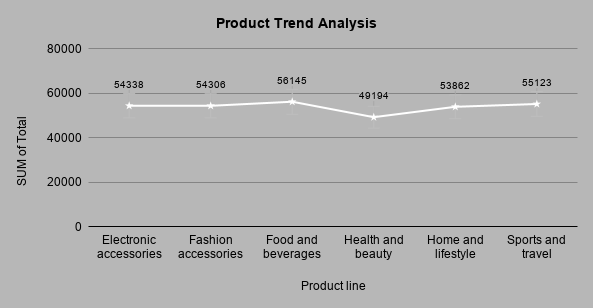 Product Trend Analysis
80000
60000
40000
20000
0
SUM of Total
54338
54306
56145
49194
53862
55123
Electronic
accessories
Fashion
accessories
Food and
beverages
Health and
beauty
Home and
lifestyle
Sports and
travel
Product line